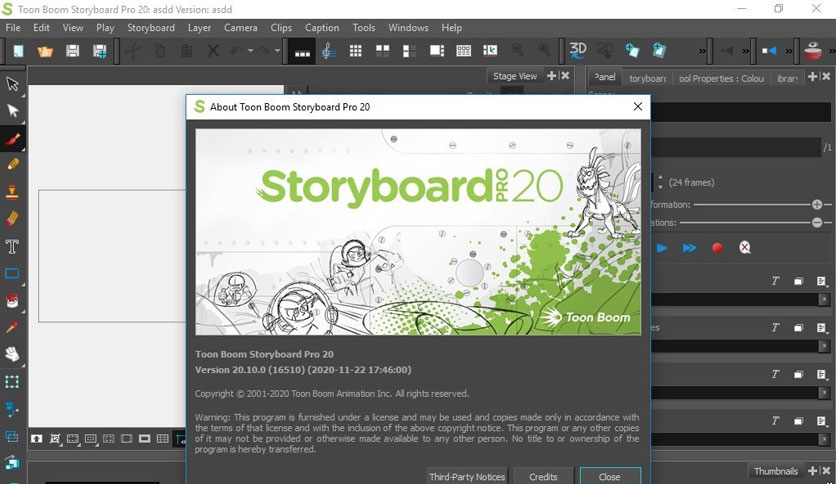 Toon Boom Storyboard Pro 20: asdd Version: asdd
File Edit View Play Storyboard Layer Camera Clips Caption Tools Windows Help
3D 2D
Stage View
Panel
ool Properties : Colou
About Toon Boom Storyboard Pro 20
/1
Storyboard PRO 20
(24 frames)
Toon Boom
Toon Boom Storyboard Pro 20
Version 20.10.0 (16510) (2020-11-22 17:46:00)
Copyright © 2001-2020 Toon Boom Animation Inc. All rights reserved.
Warning: This program is furnished under a license and may be used and copies made only in accordance with
the terms of that license and with the inclusion of the above copyright notice. This program or any other copies
of it may not be provided or otherwise made available to any other person. No title to or ownership of the
program is hereby transferred.
Third-Party Notices Credits Close
Thumbnails